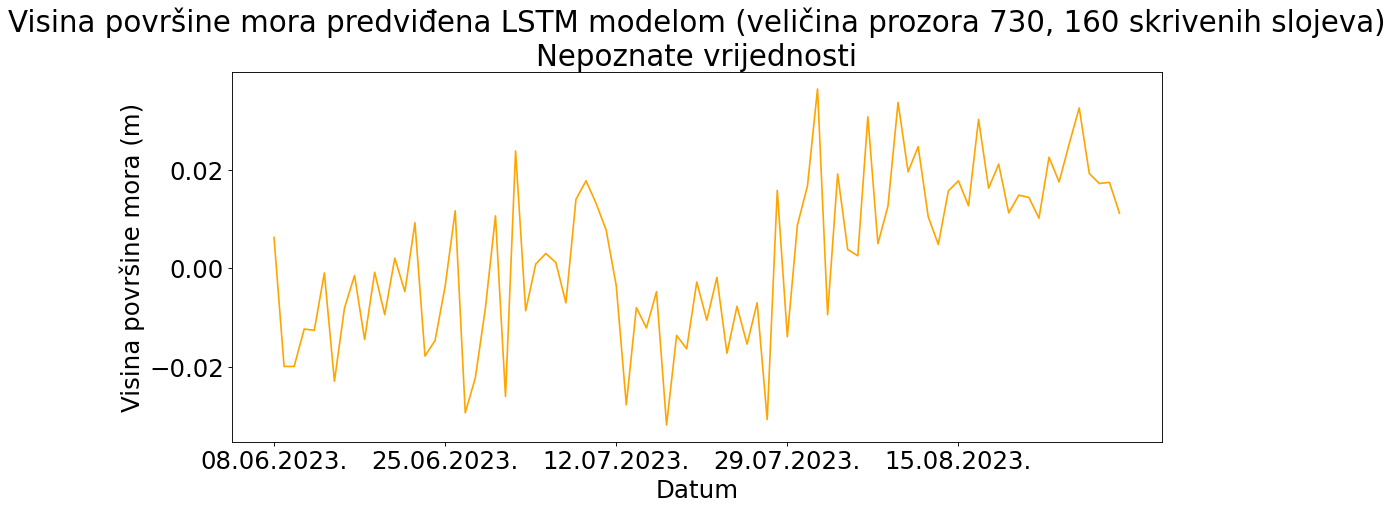 Visina površine mora predviđena LSTM modelom (veličina prozora 730, 160 skrivenih slojeva)
Nepoznate vrijednosti
Visina površine mora (m)
0.02
0.00
−0.02
08.06.2023. 25.06.2023. 12.07.2023. 29.07.2023. 15.08.2023.
Datum